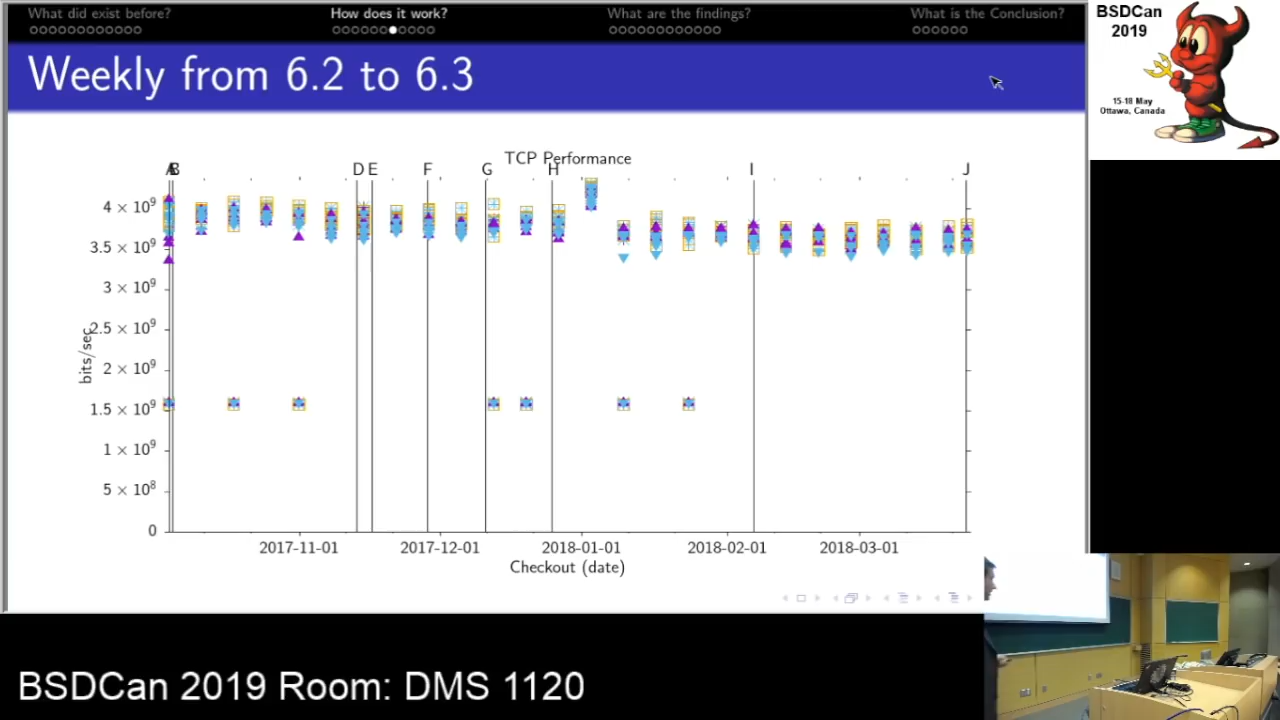 What did exist before?
How does it work?
What are the findings?
What is the Conclusion?
BSDCan
2019
15-18 May
Ottawa, Canada
Weekly from 6.2 to 6.3
TCP Performance
B D E F G H I J
4 × 10⁹
3.5 × 10⁹
3 × 10⁹
2.5 × 10⁹
2 × 10⁹
1.5 × 10⁹
1 × 10⁹
5 × 10⁸
0
bits/sec
2017-11-01 2017-12-01 2018-01-01 2018-02-01 2018-03-01
Checkout (date)
BSDCan 2019 Room: DMS 1120